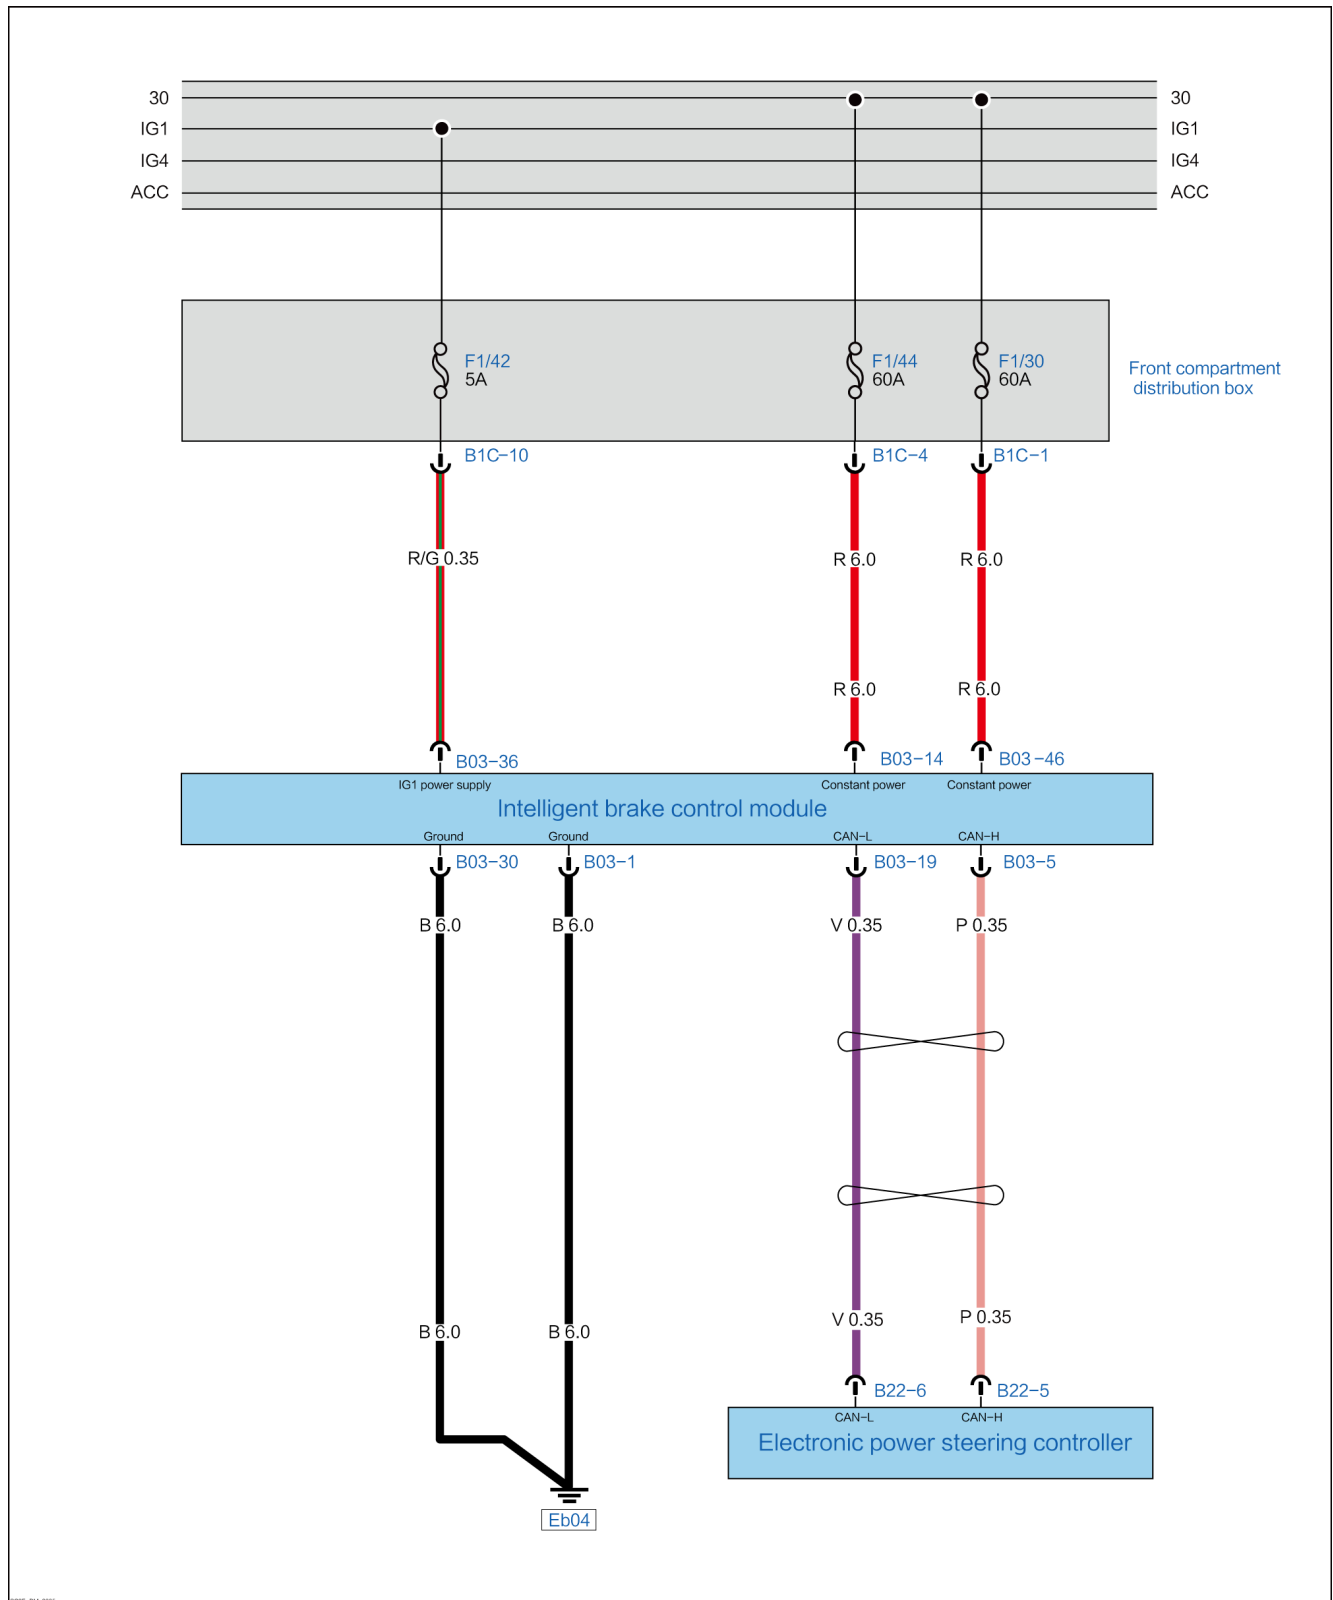 30 30
IG1 IG1
IG4 IG4
ACC ACC
F1/42 F1/44 F1/30
5A 60A 60A
Front compartment
distribution box
B1C-10 B1C-4 B1C-1
R/G 0.35 R 6.0 R 6.0
R 6.0 R 6.0
B03-36 B03-14 B03-46
IG1 power supply Constant power Constant power
Intelligent brake control module
Ground Ground CAN-L CAN-H
B03-30 B03-1 B03-19 B03-5
B 6.0 B 6.0 V 0.35 P 0.35
V 0.35 P 0.35
B 6.0 B 6.0
B22-6 B22-5
CAN-L CAN-H
Electronic power steering controller
Eb04